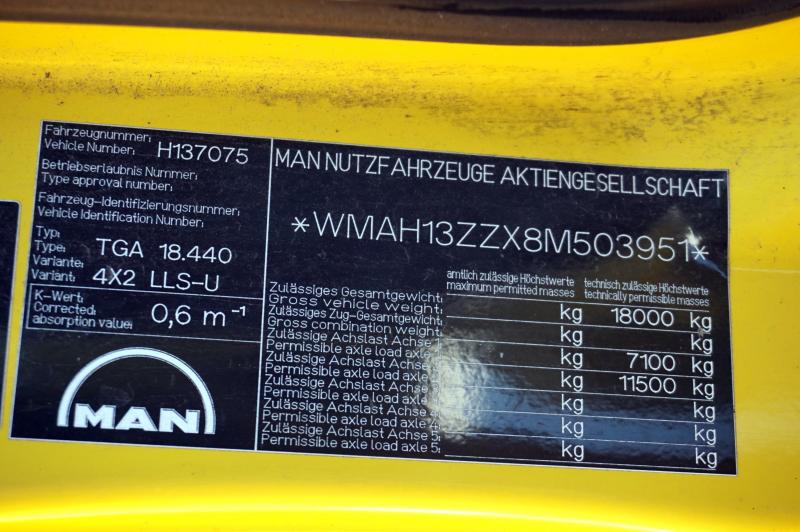 Fahrzeugnummer:
Vehicle Number: H137075
Betriebserlaubnis Nummer:
Type approval number:
Fahrzeug-Identifizierungsnummer:
Vehicle Identification Number:
Typ:
Type: TGA 18.440
Variante:
Variant: 4X2 LLS-U
K-Wert:
Corrected: 0,6 m⁻¹
absorption value:
MAN
MAN NUTZFAHRZEUGE AKTIENGESELLSCHAFT
*WMAH13ZZX8M503951*
amtlich zulässige Höchstwerte technisch zulässige Höchstwerte
maximum permitted masses technically permissible masses
Zulässiges Gesamtgewicht:
Gross vehicle weight: kg 18000 kg
Zulässiges Zug-Gesamtgewicht:
Gross combination weight: kg kg
Zulässige Achslast Achse 1:
Permissible axle load axle kg 7100 kg
Zulässige Achslast Achse
Permissible axle load axle kg 11500 kg
Zulässige Achslast Achse
Permissible axle load axle kg kg
Zulässige Achslast Achse 4:
Permissible axle load axle 4: kg kg
Zulässige Achslast Achse 5:
Permissible axle load axle 5: kg kg